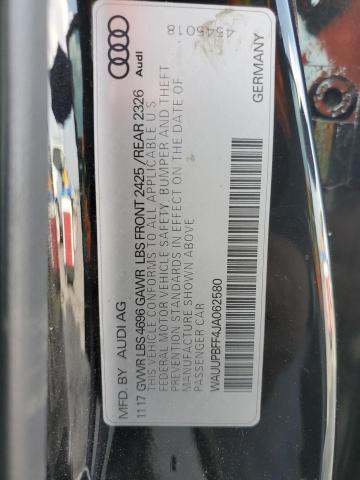 MFD BY AUDI AG
11 17 GVWR LBS 4696 GAWR LBS FRONT 2425 / REAR 2326
THIS VEHICLE CONFORMS TO ALL APPLICABLE U.S.
FEDERAL MOTOR VEHICLE SAFETY, BUMPER AND THEFT
PREVENTION STANDARDS IN EFFECT ON THE DATE OF
MANUFACTURE SHOWN ABOVE.
PASSENGER CAR
WAUUPBFF4JA062580
GERMANY
Audi
4545018